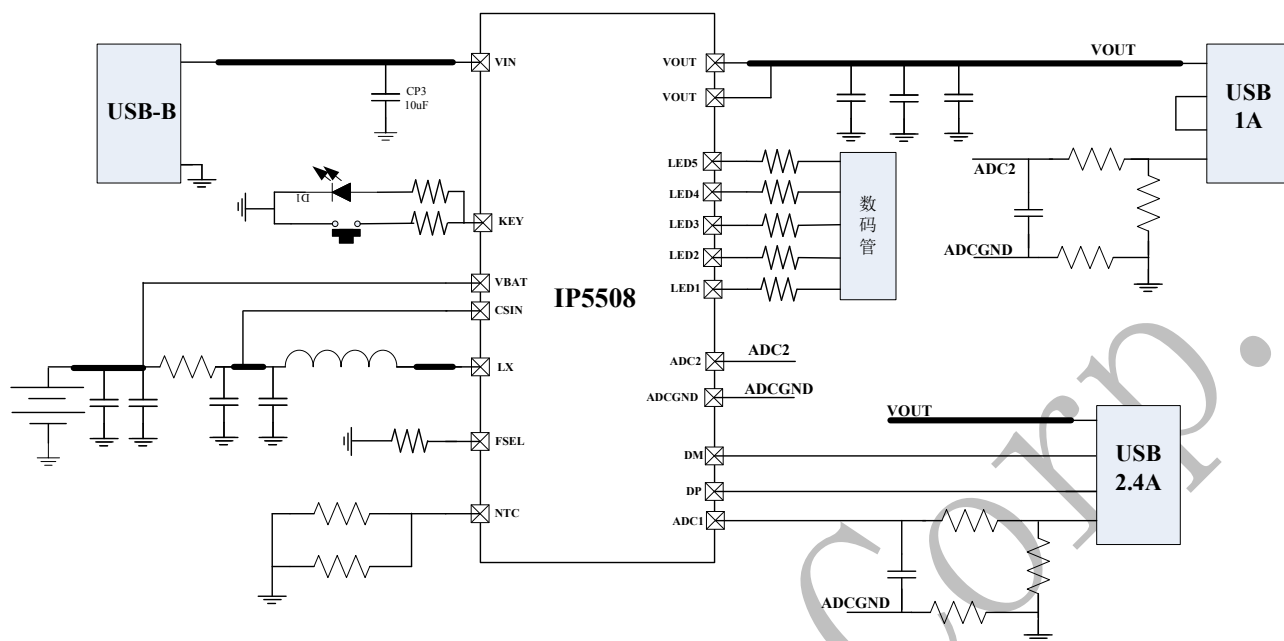 USB-B
CP3
10uF
D1
VIN
KEY
VBAT
CSIN
LX
FSEL
NTC
IP5508
VOUT
VOUT
LED5
LED4
LED3
LED2
LED1
ADC2
ADCGND
DM
DP
ADC1
数
码
管
VOUT
USB
1A
ADC2
ADCGND
ADC2
ADCGND
VOUT
USB
2.4A
ADCGND
Corp.